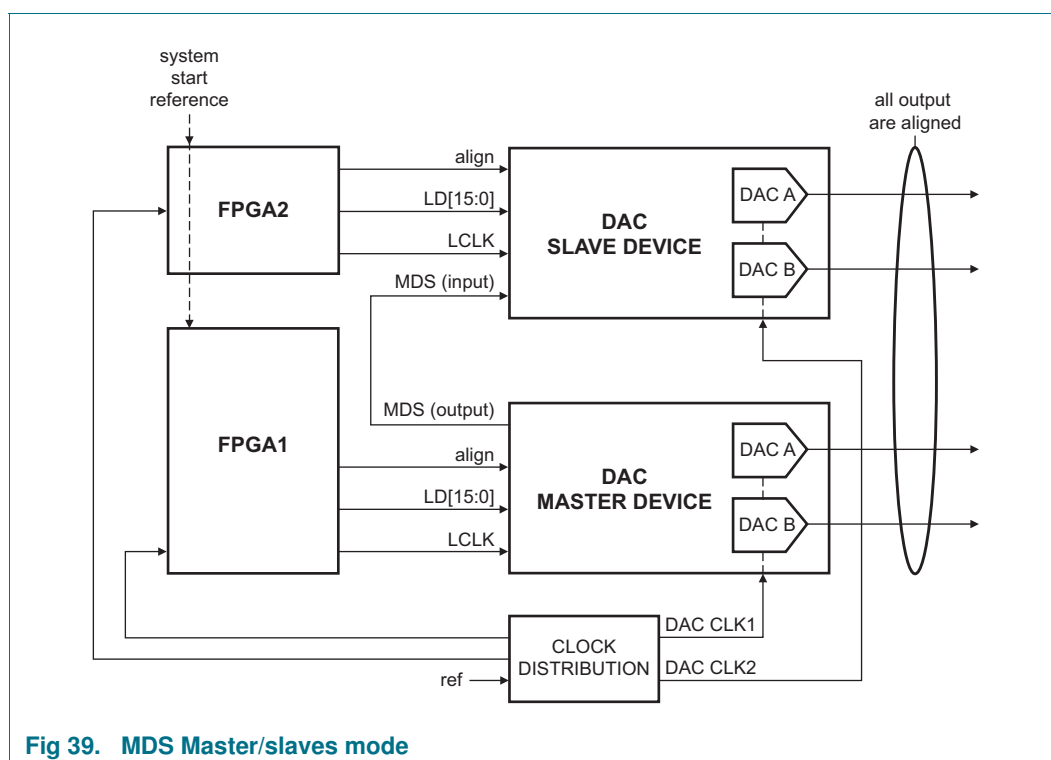 system
start
reference
all output
are aligned
FPGA2
align
LD[15:0]
LCLK
MDS (input)
DAC
SLAVE DEVICE
DAC A
DAC B
FPGA1
MDS (output)
align
LD[15:0]
LCLK
DAC
MASTER DEVICE
DAC A
DAC B
CLOCK
DISTRIBUTION
ref
DAC CLK1
DAC CLK2
Fig 39. MDS Master/slaves mode